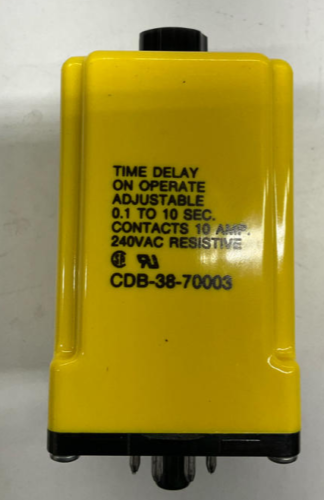 TIME DELAY
ON OPERATE
ADJUSTABLE
0.1 TO 10 SEC.
CONTACTS 10 AMP.
240VAC RESISTIVE
CDB-38-70003